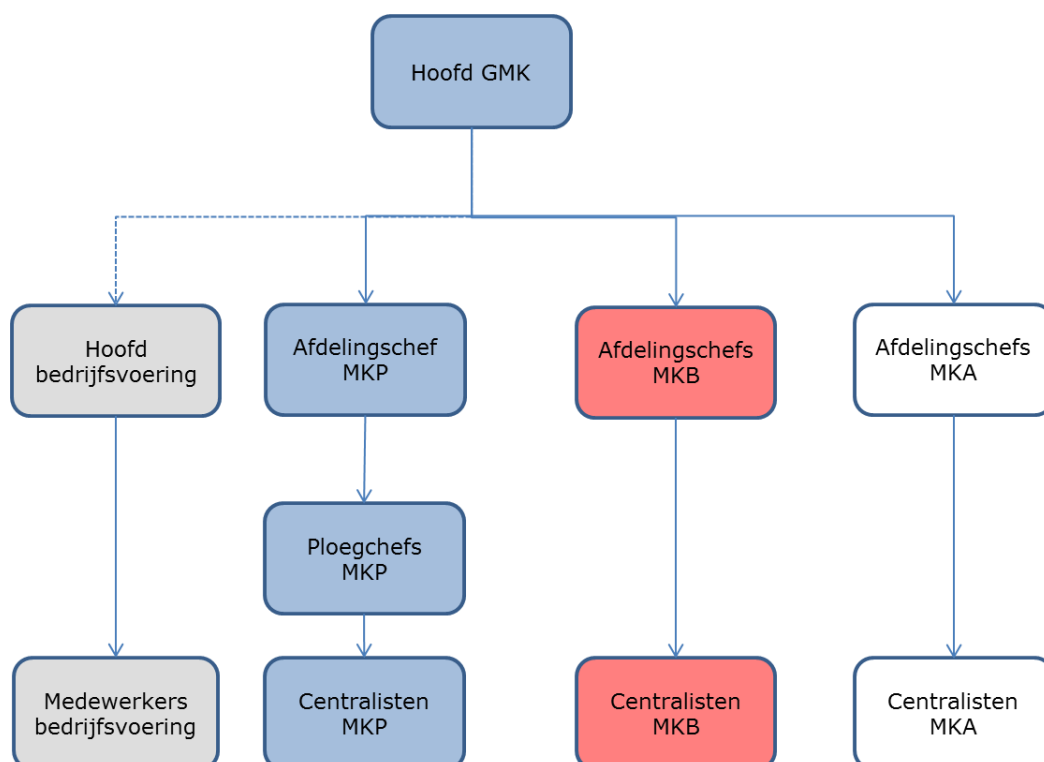 Hoofd GMK
Hoofd
bedrijfsvoering
Afdelingschef
MKP
Afdelingschefs
MKB
Afdelingschefs
MKA
Ploegchefs
MKP
Medewerkers
bedrijfsvoering
Centralisten
MKP
Centralisten
MKB
Centralisten
MKA